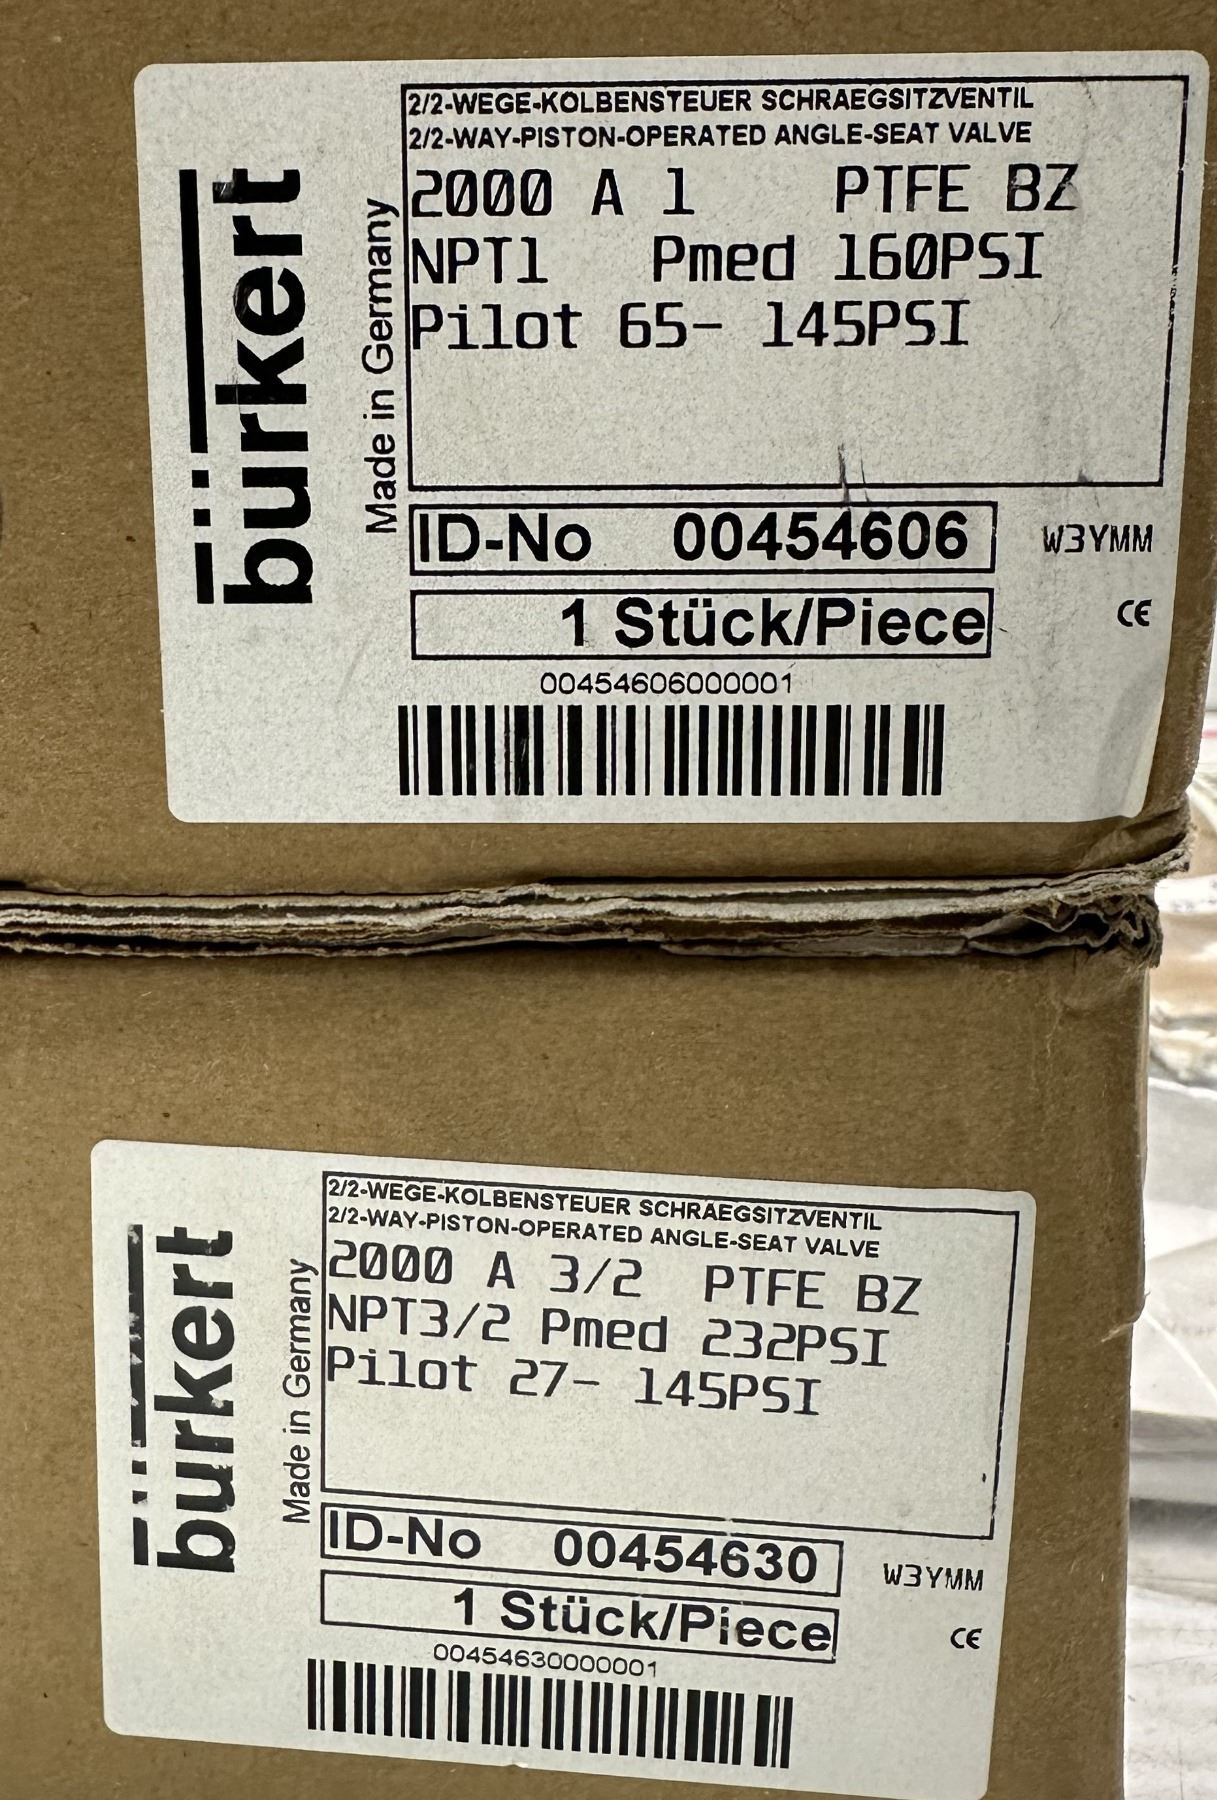 bürkert
Made in Germany
2/2-WEGE-KOLBENSTEUER SCHRAEGSITZVENTIL
2/2-WAY-PISTON-OPERATED ANGLE-SEAT VALVE
2000 A 1 PTFE BZ
NPT1 Pmed 160PSI
Pilot 65- 145PSI
ID-No 00454606
W3YMM
1 Stück/Piece
CE
00454606000001
bürkert
Made in Germany
2/2-WEGE-KOLBENSTEUER SCHRAEGSITZVENTIL
2/2-WAY-PISTON-OPERATED ANGLE-SEAT VALVE
2000 A 3/2 PTFE BZ
NPT3/2 Pmed 232PSI
Pilot 27- 145PSI
ID-No 00454630
W3YMM
1 Stück/Piece
CE
00454630000001